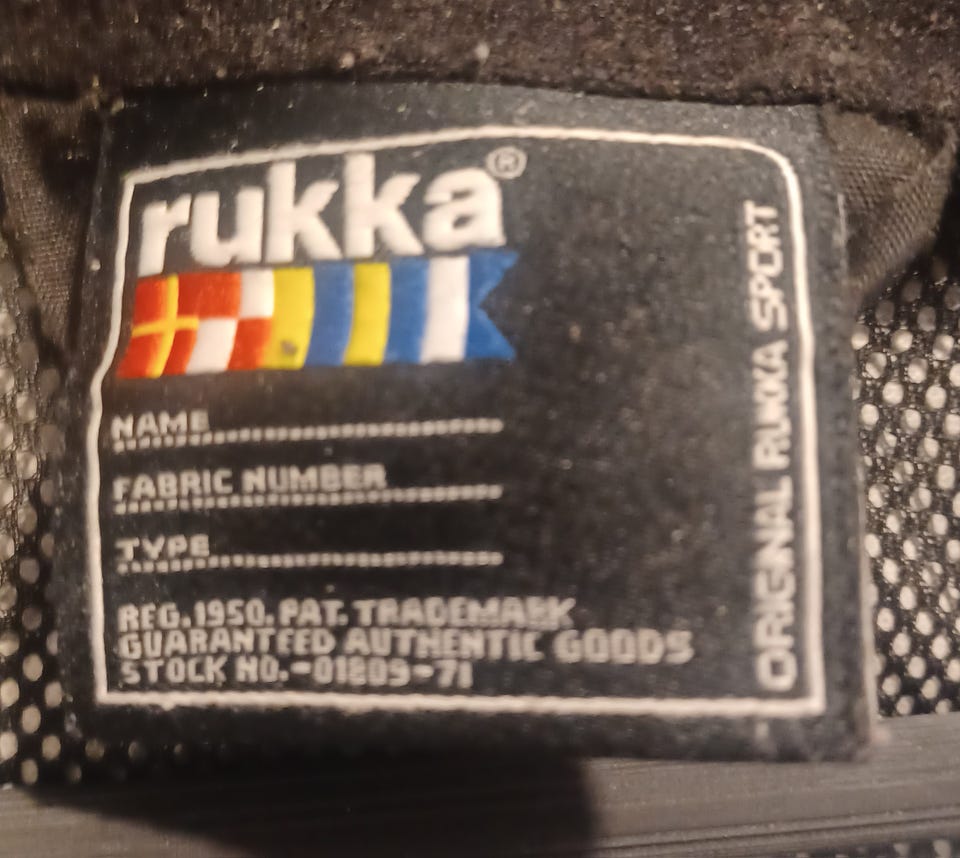 rukka®
NAME
FABRIC NUMBER
TYPE
REG.1950.PAT. TRADEMARK
GUARANTEED AUTHENTIC GOODS
STOCK NO.-01809-71
ORIGINAL RUKKA SPORT